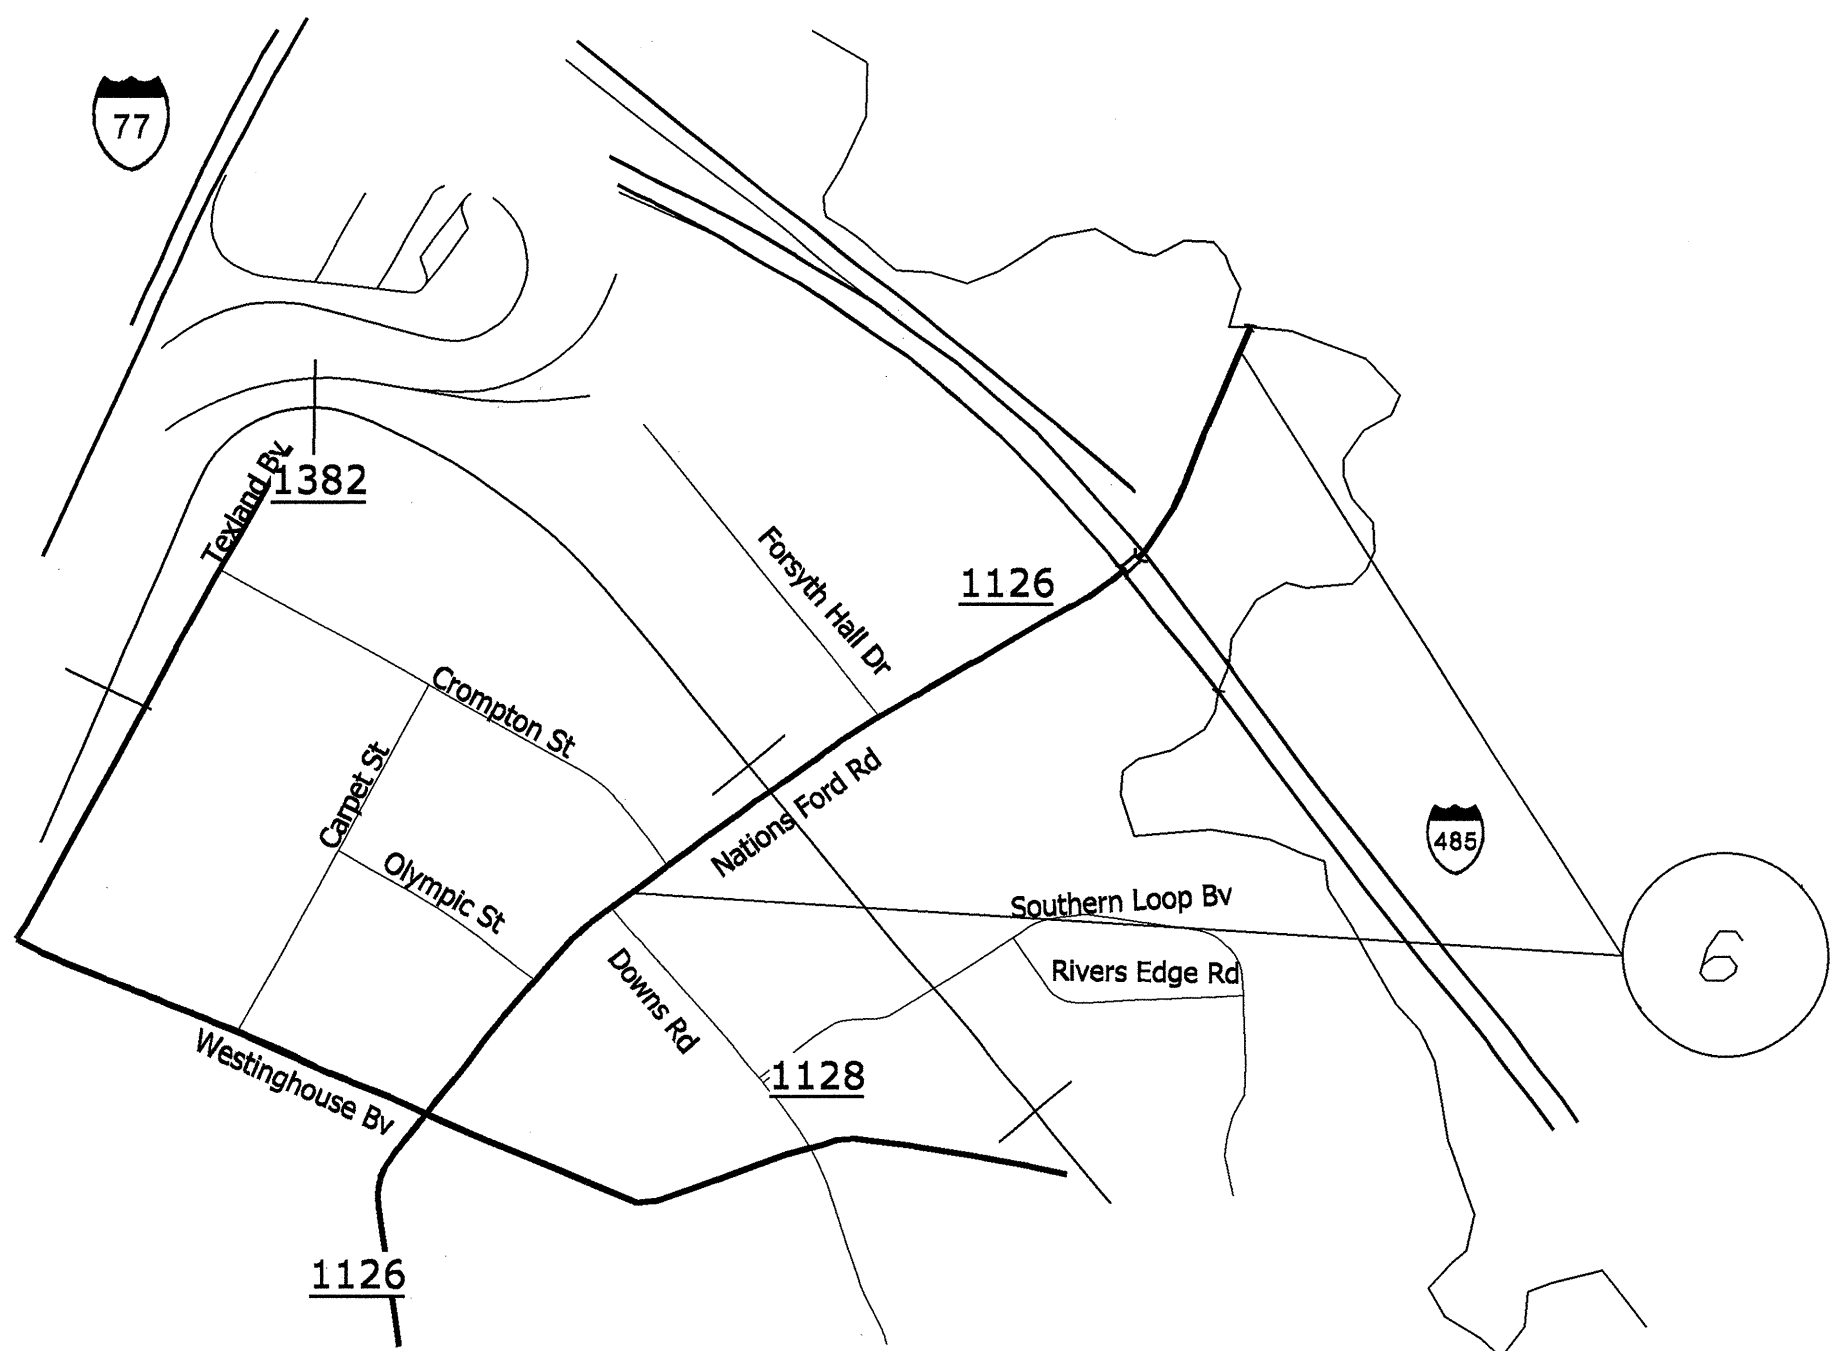 77
Texland Bv
1382
Forsyth Hall Dr
1126
Crompton St
Carpet St
Nations Ford Rd
485
Olympic St
Southern Loop Bv
6
Rivers Edge Rd
Downs Rd
Westinghouse Bv
1128
1126